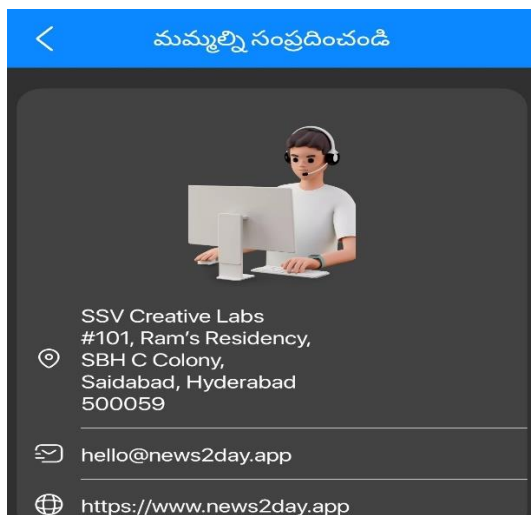 మమ్మల్ని సంప్రదించండి
SSV Creative Labs
#101, Ram's Residency,
SBH C Colony,
Saidabad, Hyderabad
500059
hello@news2day.app
https://www.news2day.app